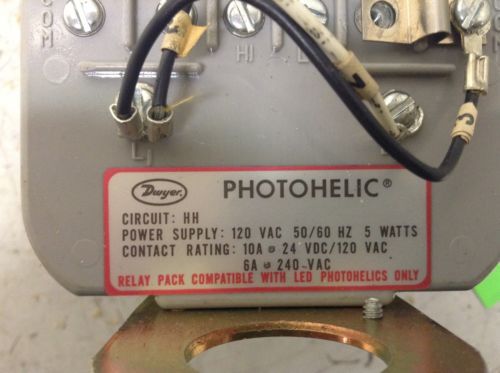 COM
HI
L
Dwyer. PHOTOHELIC®
CIRCUIT: HH
POWER SUPPLY: 120 VAC 50/60 HZ 5 WATTS
CONTACT RATING: 10A @ 24 VDC/120 VAC
6A @ 240 VAC
RELAY PACK COMPATIBLE WITH LED PHOTOHELICS ONLY